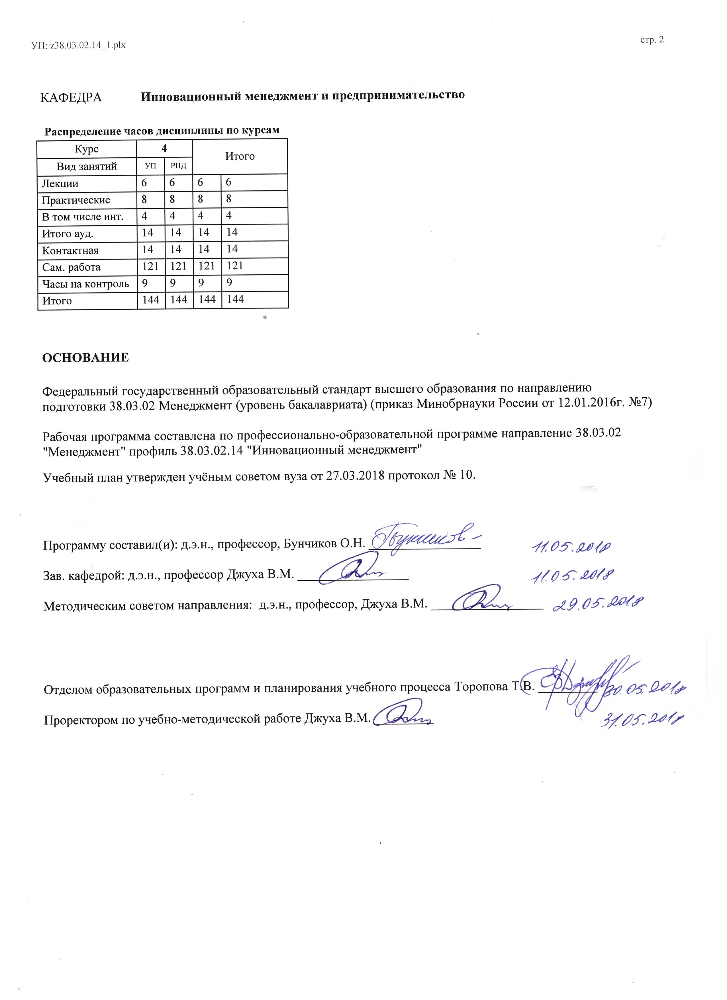 УП: z38.03.02.14_1.plx
стр. 2
КАФЕДРА Инновационный менеджмент и предпринимательство
Распределение часов дисциплины по курсам
Курс 4 Итого
Вид занятий УП РПД
Лекции 6 6 6 6
Практические 8 8 8 8
В том числе инт. 4 4 4 4
Итого ауд. 14 14 14 14
Контактная 14 14 14 14
Сам. работа 121 121 121 121
Часы на контроль 9 9 9 9
Итого 144 144 144 144
ОСНОВАНИЕ
Федеральный государственный образовательный стандарт высшего образования по направлению
подготовки 38.03.02 Менеджмент (уровень бакалавриата) (приказ Минобрнауки России от 12.01.2016г. №7)
Рабочая программа составлена по профессионально-образовательной программе направление 38.03.02
"Менеджмент" профиль 38.03.02.14 "Инновационный менеджмент"
Учебный план утвержден учёным советом вуза от 27.03.2018 протокол № 10.
Программу составил(и): д.э.н., профессор, Бунчиков О.Н. 11.05.2018
Зав. кафедрой: д.э.н., профессор Джуха В.М. 11.05.2018
Методическим советом направления: д.э.н., профессор, Джуха В.М. 29.05.2018
Отделом образовательных программ и планирования учебного процесса Торопова Т.В. 30.05.2018
Проректором по учебно-методической работе Джуха В.М. 31.05.2018